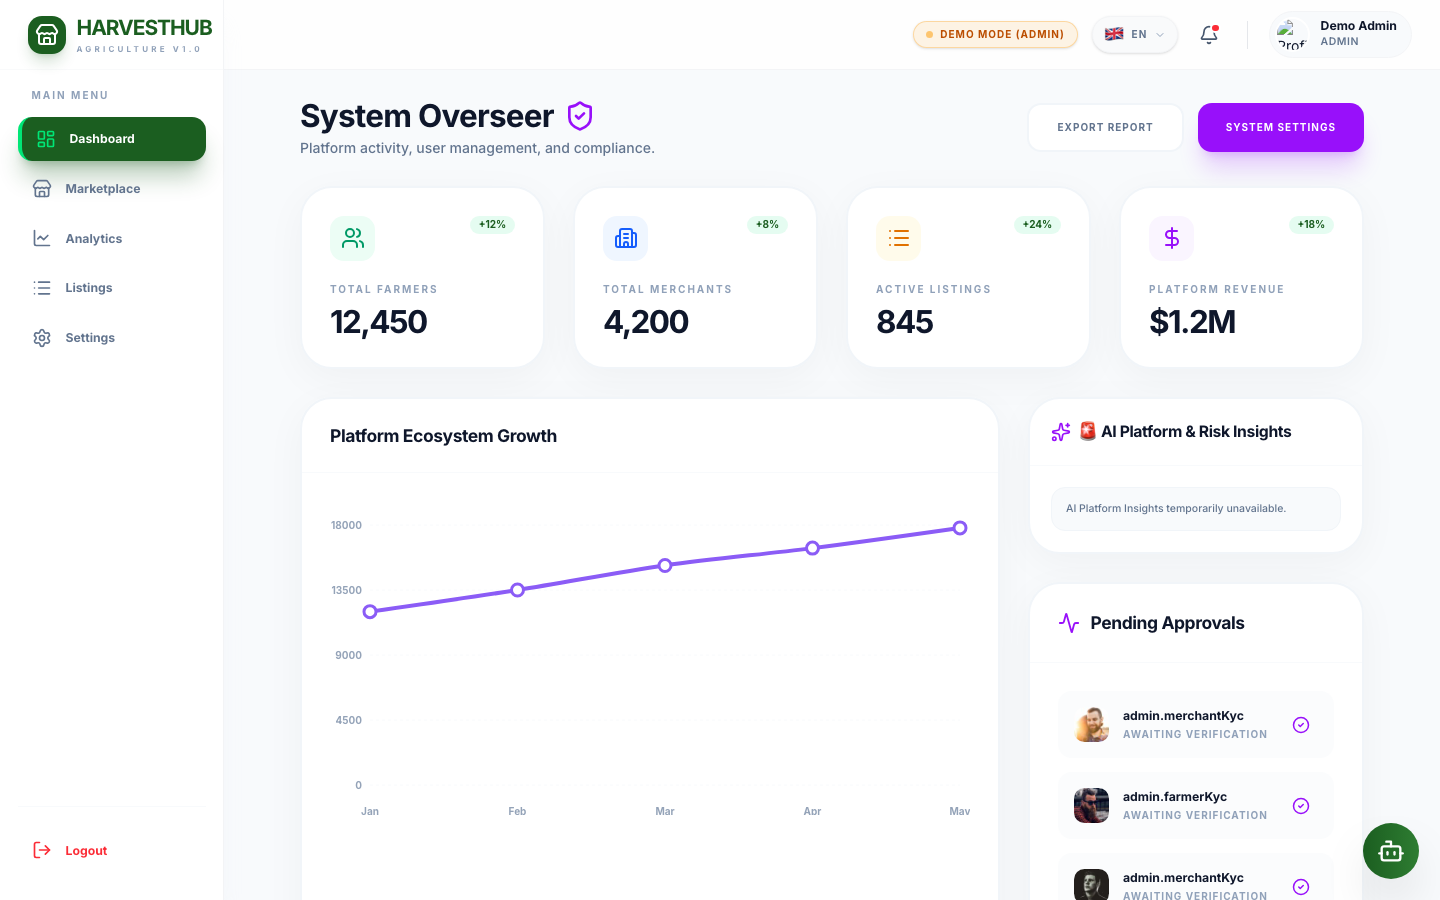 HARVESTHUB
AGRICULTURE V1.0
DEMO MODE (ADMIN)
EN
Demo Admin
ADMIN
MAIN MENU
Dashboard
Marketplace
Analytics
Listings
Settings
Logout
System Overseer
Platform activity, user management, and compliance.
EXPORT REPORT
SYSTEM SETTINGS
+12%
TOTAL FARMERS
12,450
+8%
TOTAL MERCHANTS
4,200
+24%
ACTIVE LISTINGS
845
+18%
PLATFORM REVENUE
$1.2M
Platform Ecosystem Growth
18000
13500
9000
4500
0
Jan
Feb
Mar
Apr
May
AI Platform & Risk Insights
AI Platform Insights temporarily unavailable.
Pending Approvals
admin.merchantKyc
AWAITING VERIFICATION
admin.farmerKyc
AWAITING VERIFICATION
admin.merchantKyc
AWAITING VERIFICATION